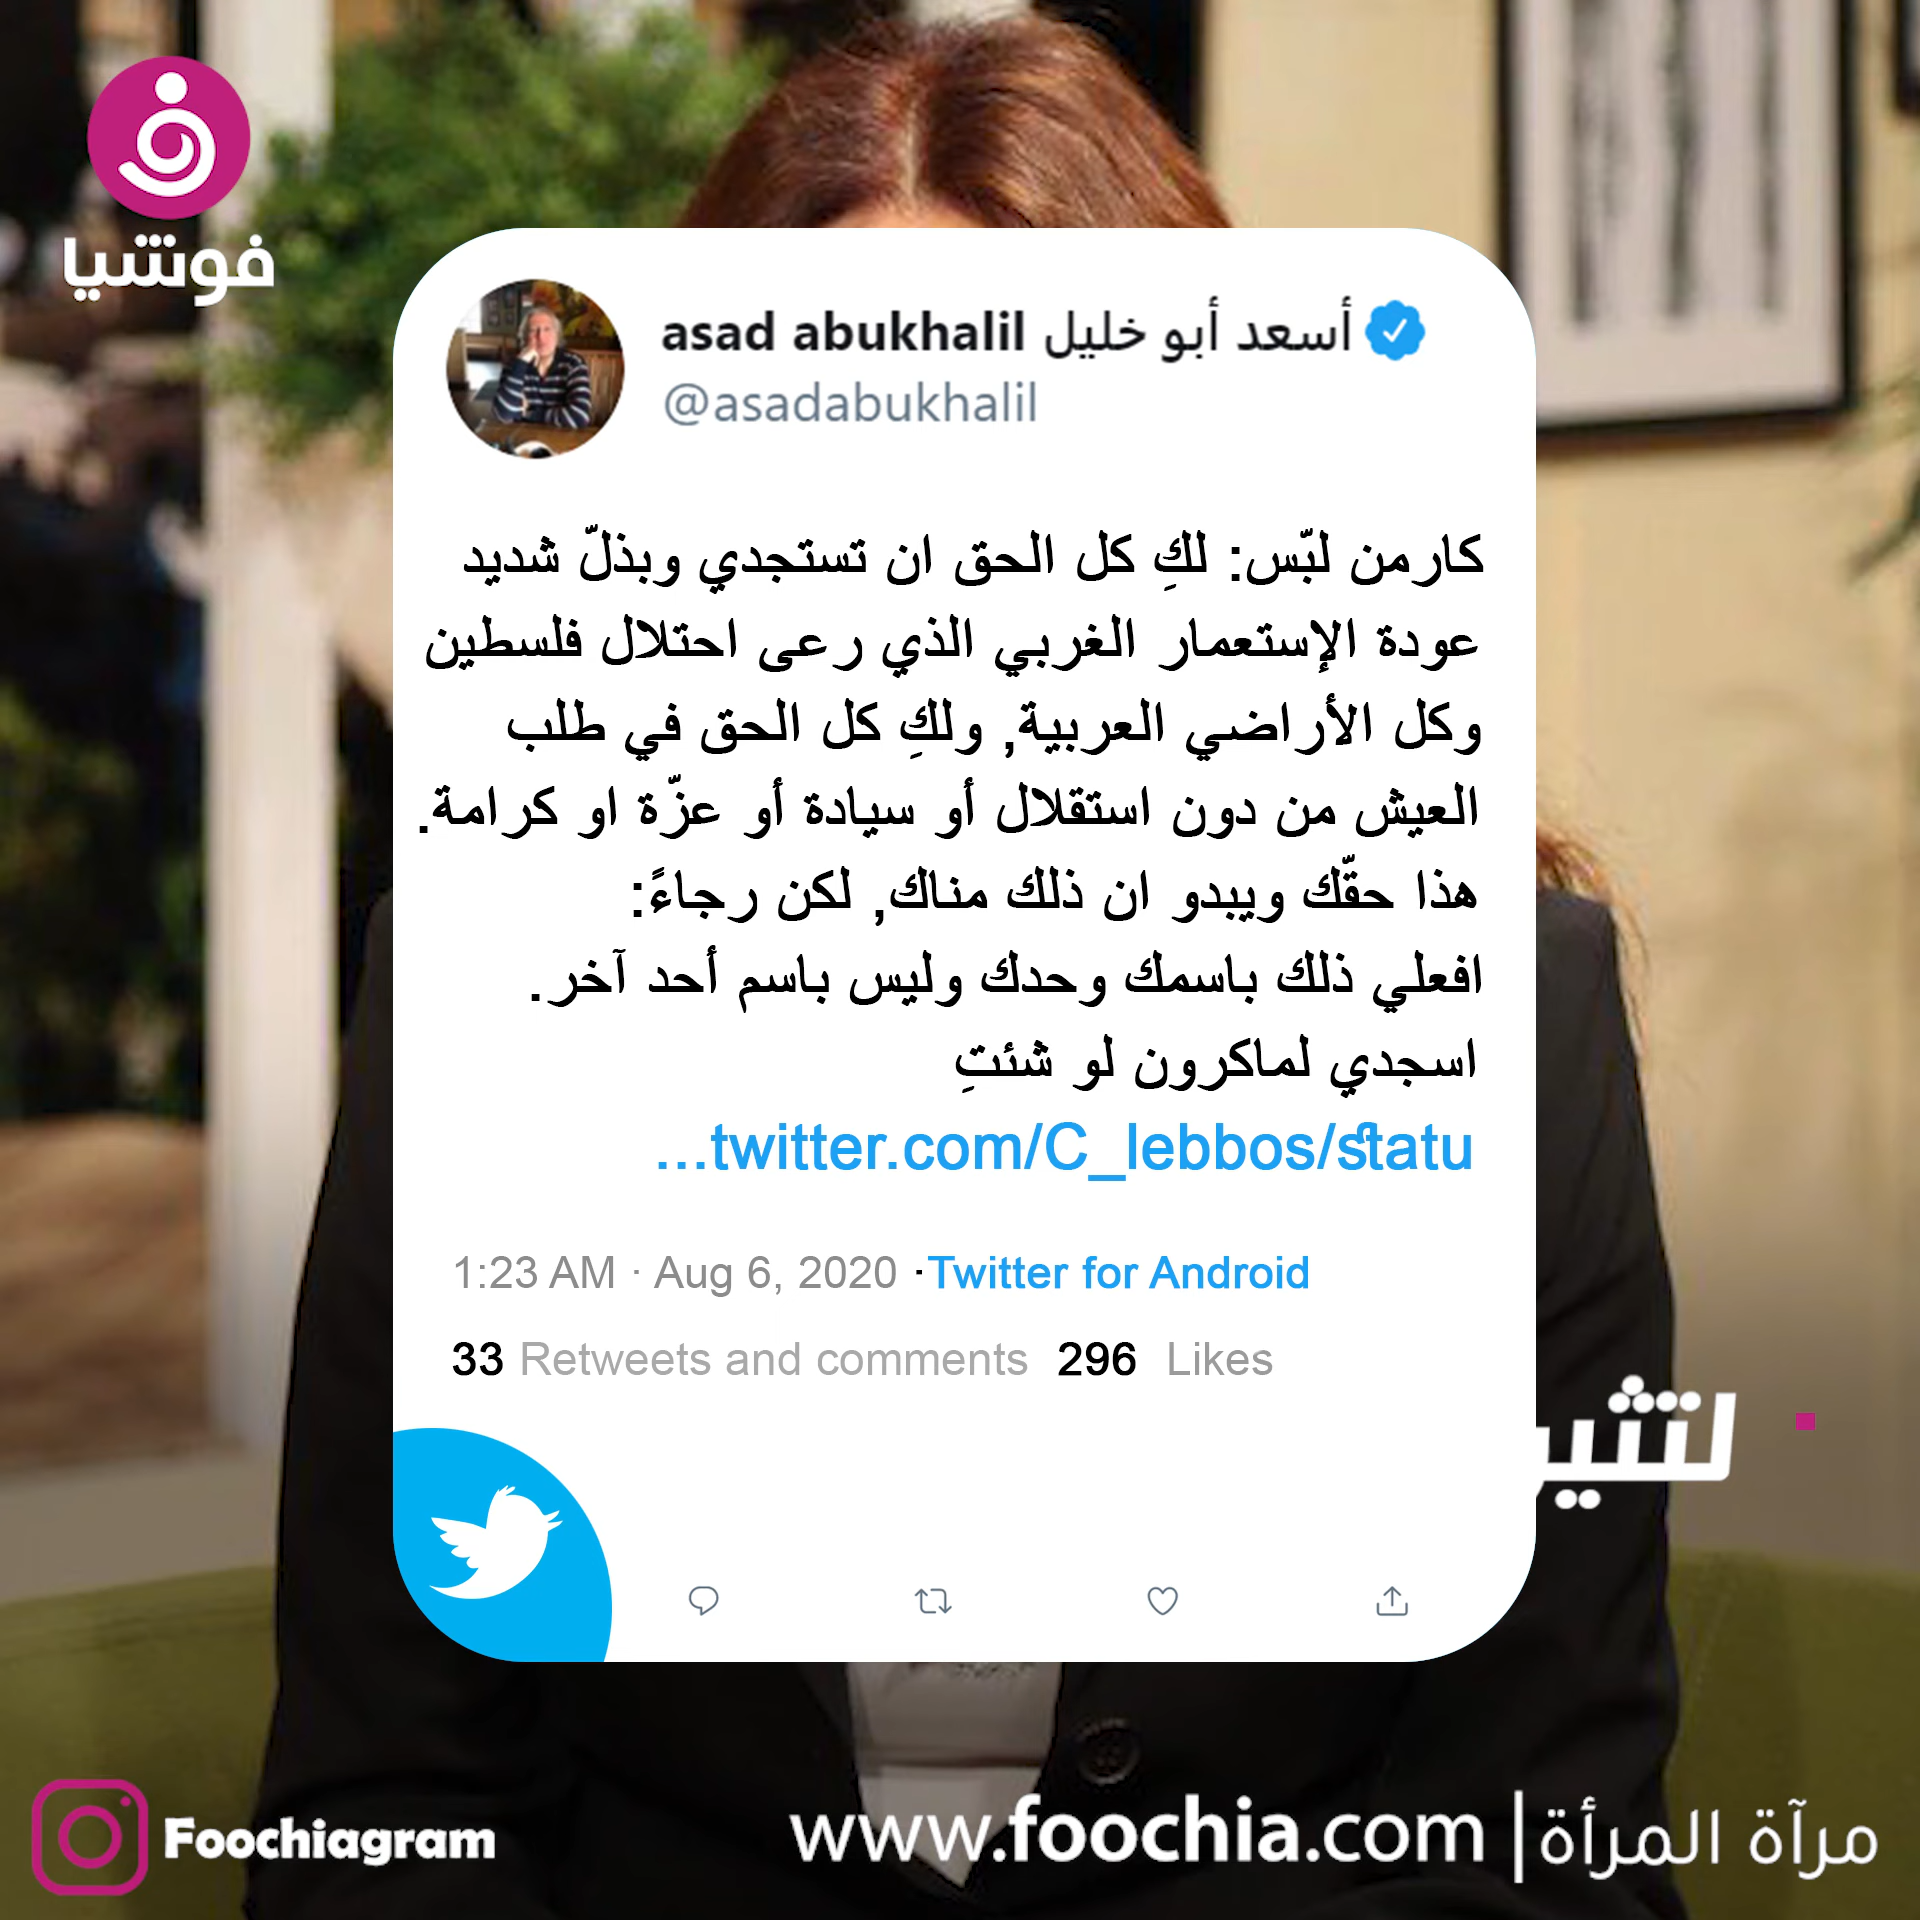 فوشيا
asad abukhalil أسعد أبو خليل
@asadabukhalil
كارمن لبّس: لكِ كل الحق ان تستجدي وبذلّ شديد
عودة الإستعمار الغربي الذي رعى احتلال فلسطين
وكل الأراضي العربية, ولكِ كل الحق في طلب
العيش من دون استقلال أو سيادة أو عزّة او كرامة.
هذا حقّك ويبدو ان ذلك مناك, لكن رجاءً:
افعلي ذلك باسمك وحدك وليس باسم أحد آخر.
اسجدي لماكرون لو شئتِ
...twitter.com/C_lebbos/statu
1:23 AM · Aug 6, 2020 · Twitter for Android
33 Retweets and comments 296 Likes
Foochiagram
www.foochia.com | مرآة المرأة